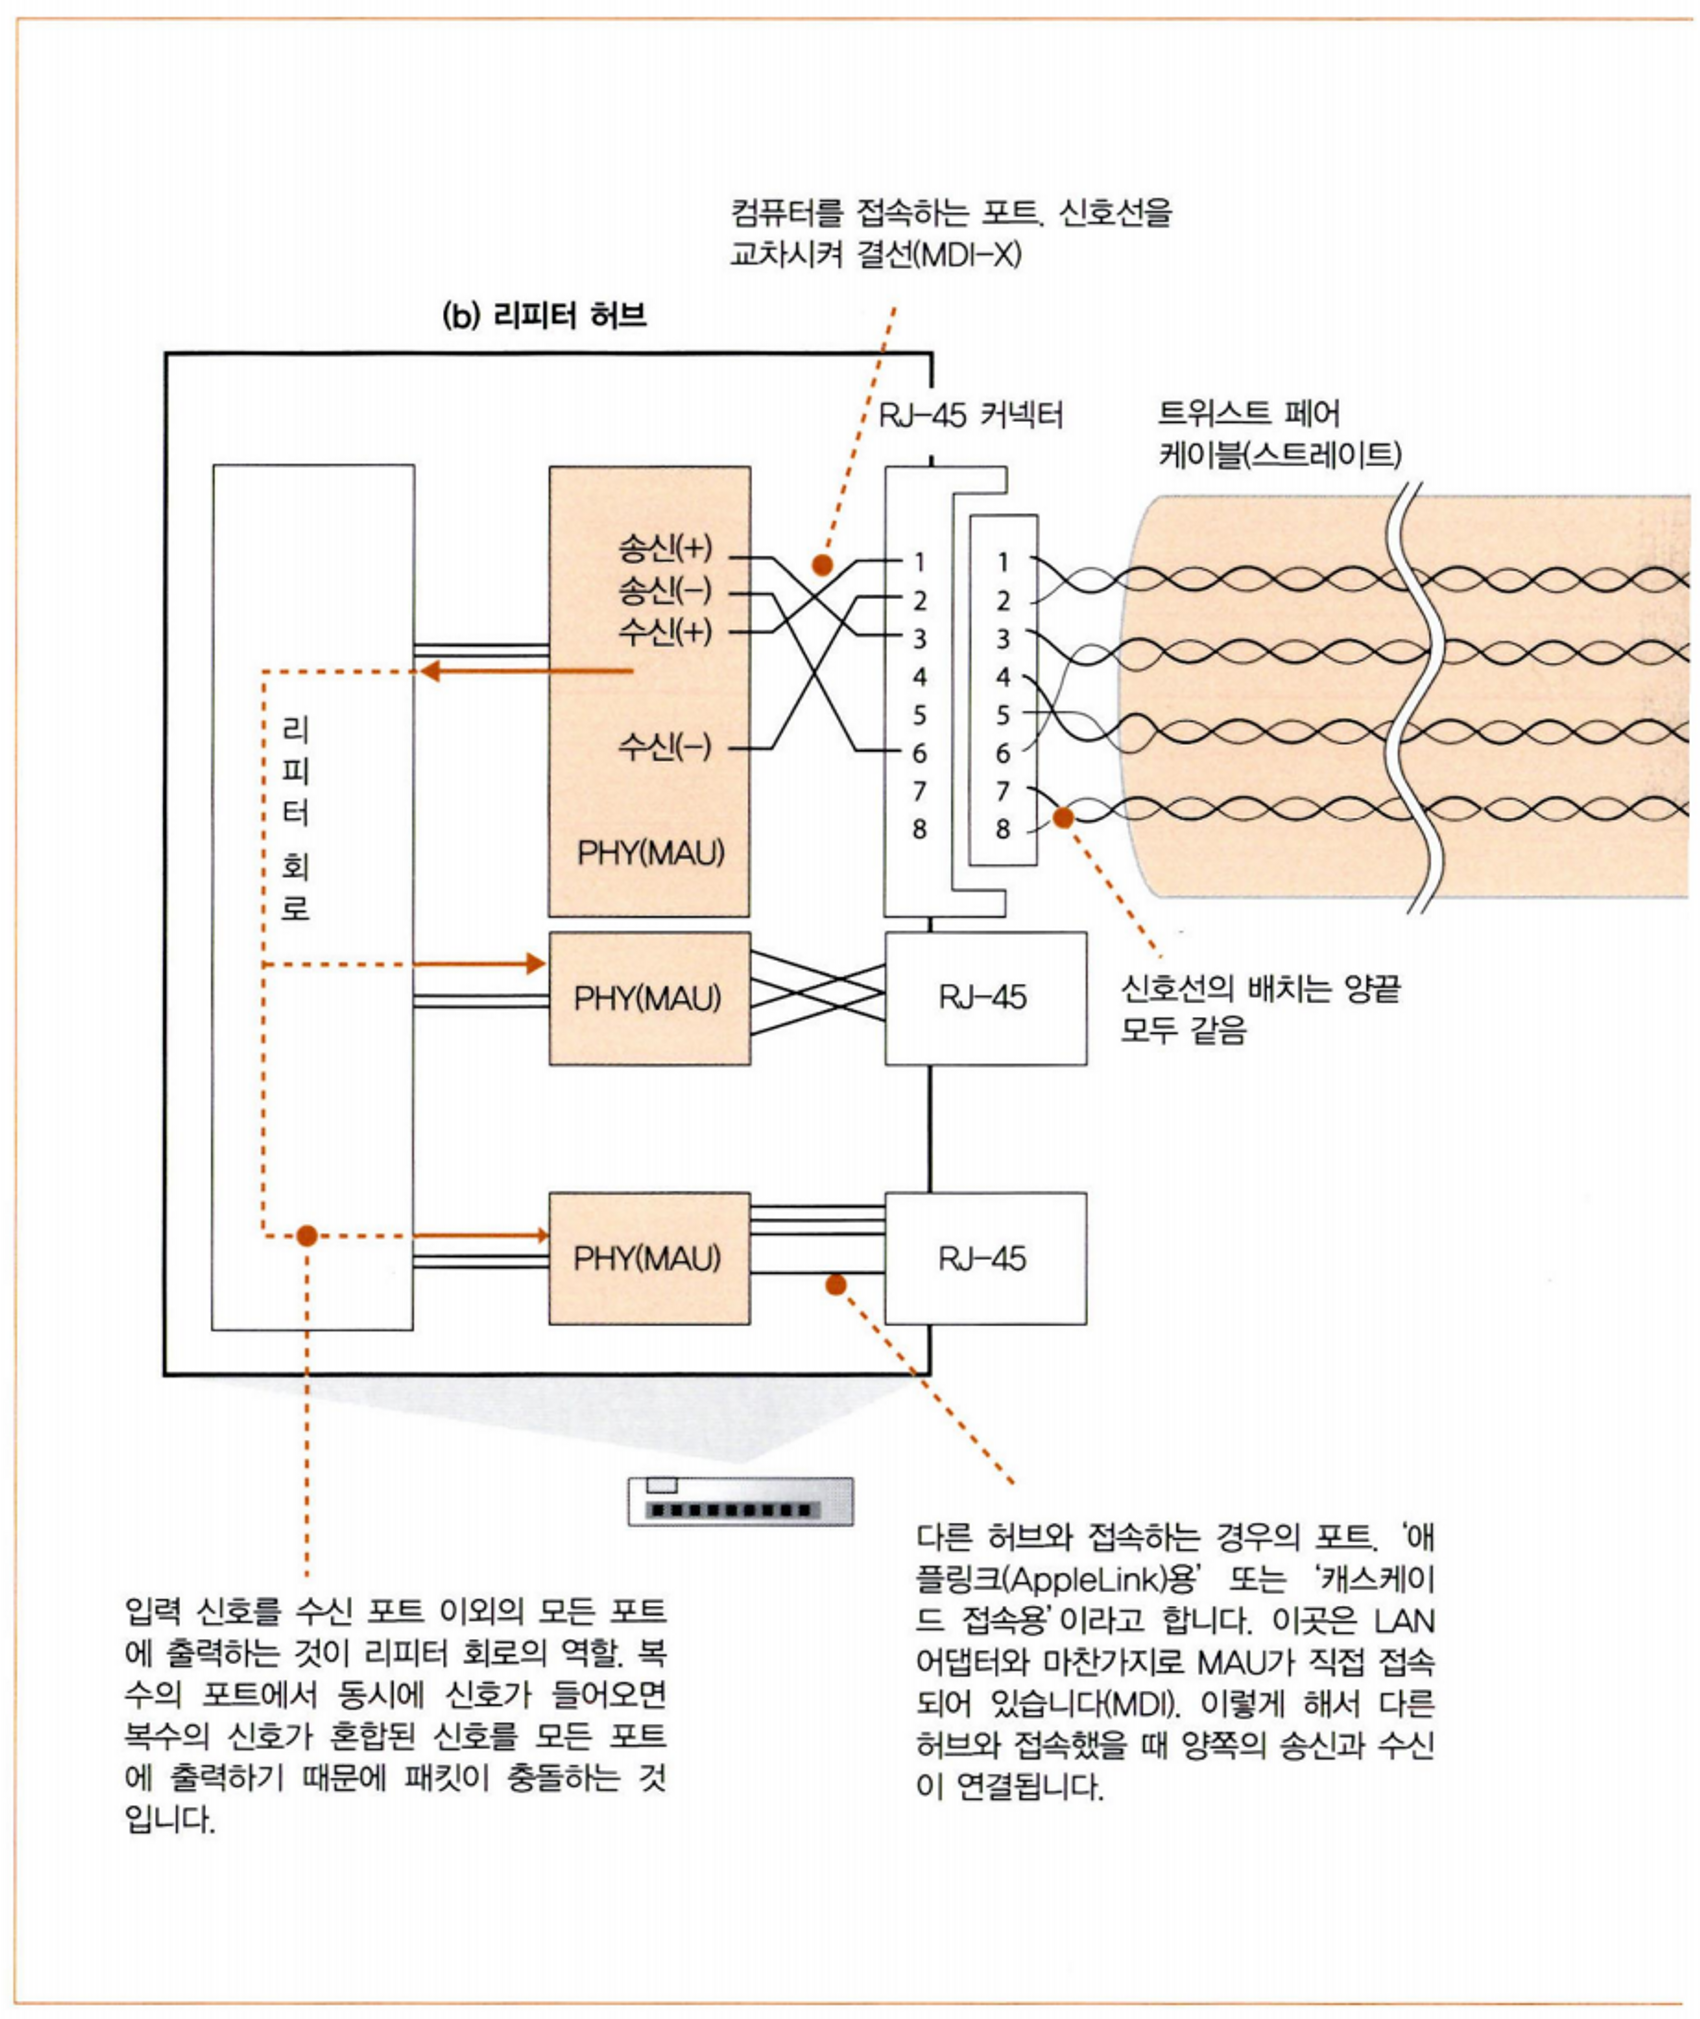 컴퓨터를 접속하는 포트. 신호선을
교차시켜 결선(MDI-X)
(b) 리피터 허브
RJ-45 커넥터
트위스트 페어
케이블(스트레이트)
송신(+)
송신(-)
수신(+)
수신(-)
PHY(MAU)
1
2
3
4
5
6
7
8
1
2
3
4
5
6
7
8
리
피
터
회
로
PHY(MAU)
RJ-45
신호선의 배치는 양끝
모두 같음
PHY(MAU)
RJ-45
입력 신호를 수신 포트 이외의 모든 포트
에 출력하는 것이 리피터 회로의 역할. 복
수의 포트에서 동시에 신호가 들어오면
복수의 신호가 혼합된 신호를 모든 포트
에 출력하기 때문에 패킷이 충돌하는 것
입니다.
다른 허브와 접속하는 경우의 포트. ‘애
플링크(AppleLink)용’ 또는 ‘캐스케이
드 접속용’이라고 합니다. 이곳은 LAN
어댑터와 마찬가지로 MAU가 직접 접속
되어 있습니다(MDI). 이렇게 해서 다른
허브와 접속했을 때 양쪽의 송신과 수신
이 연결됩니다.